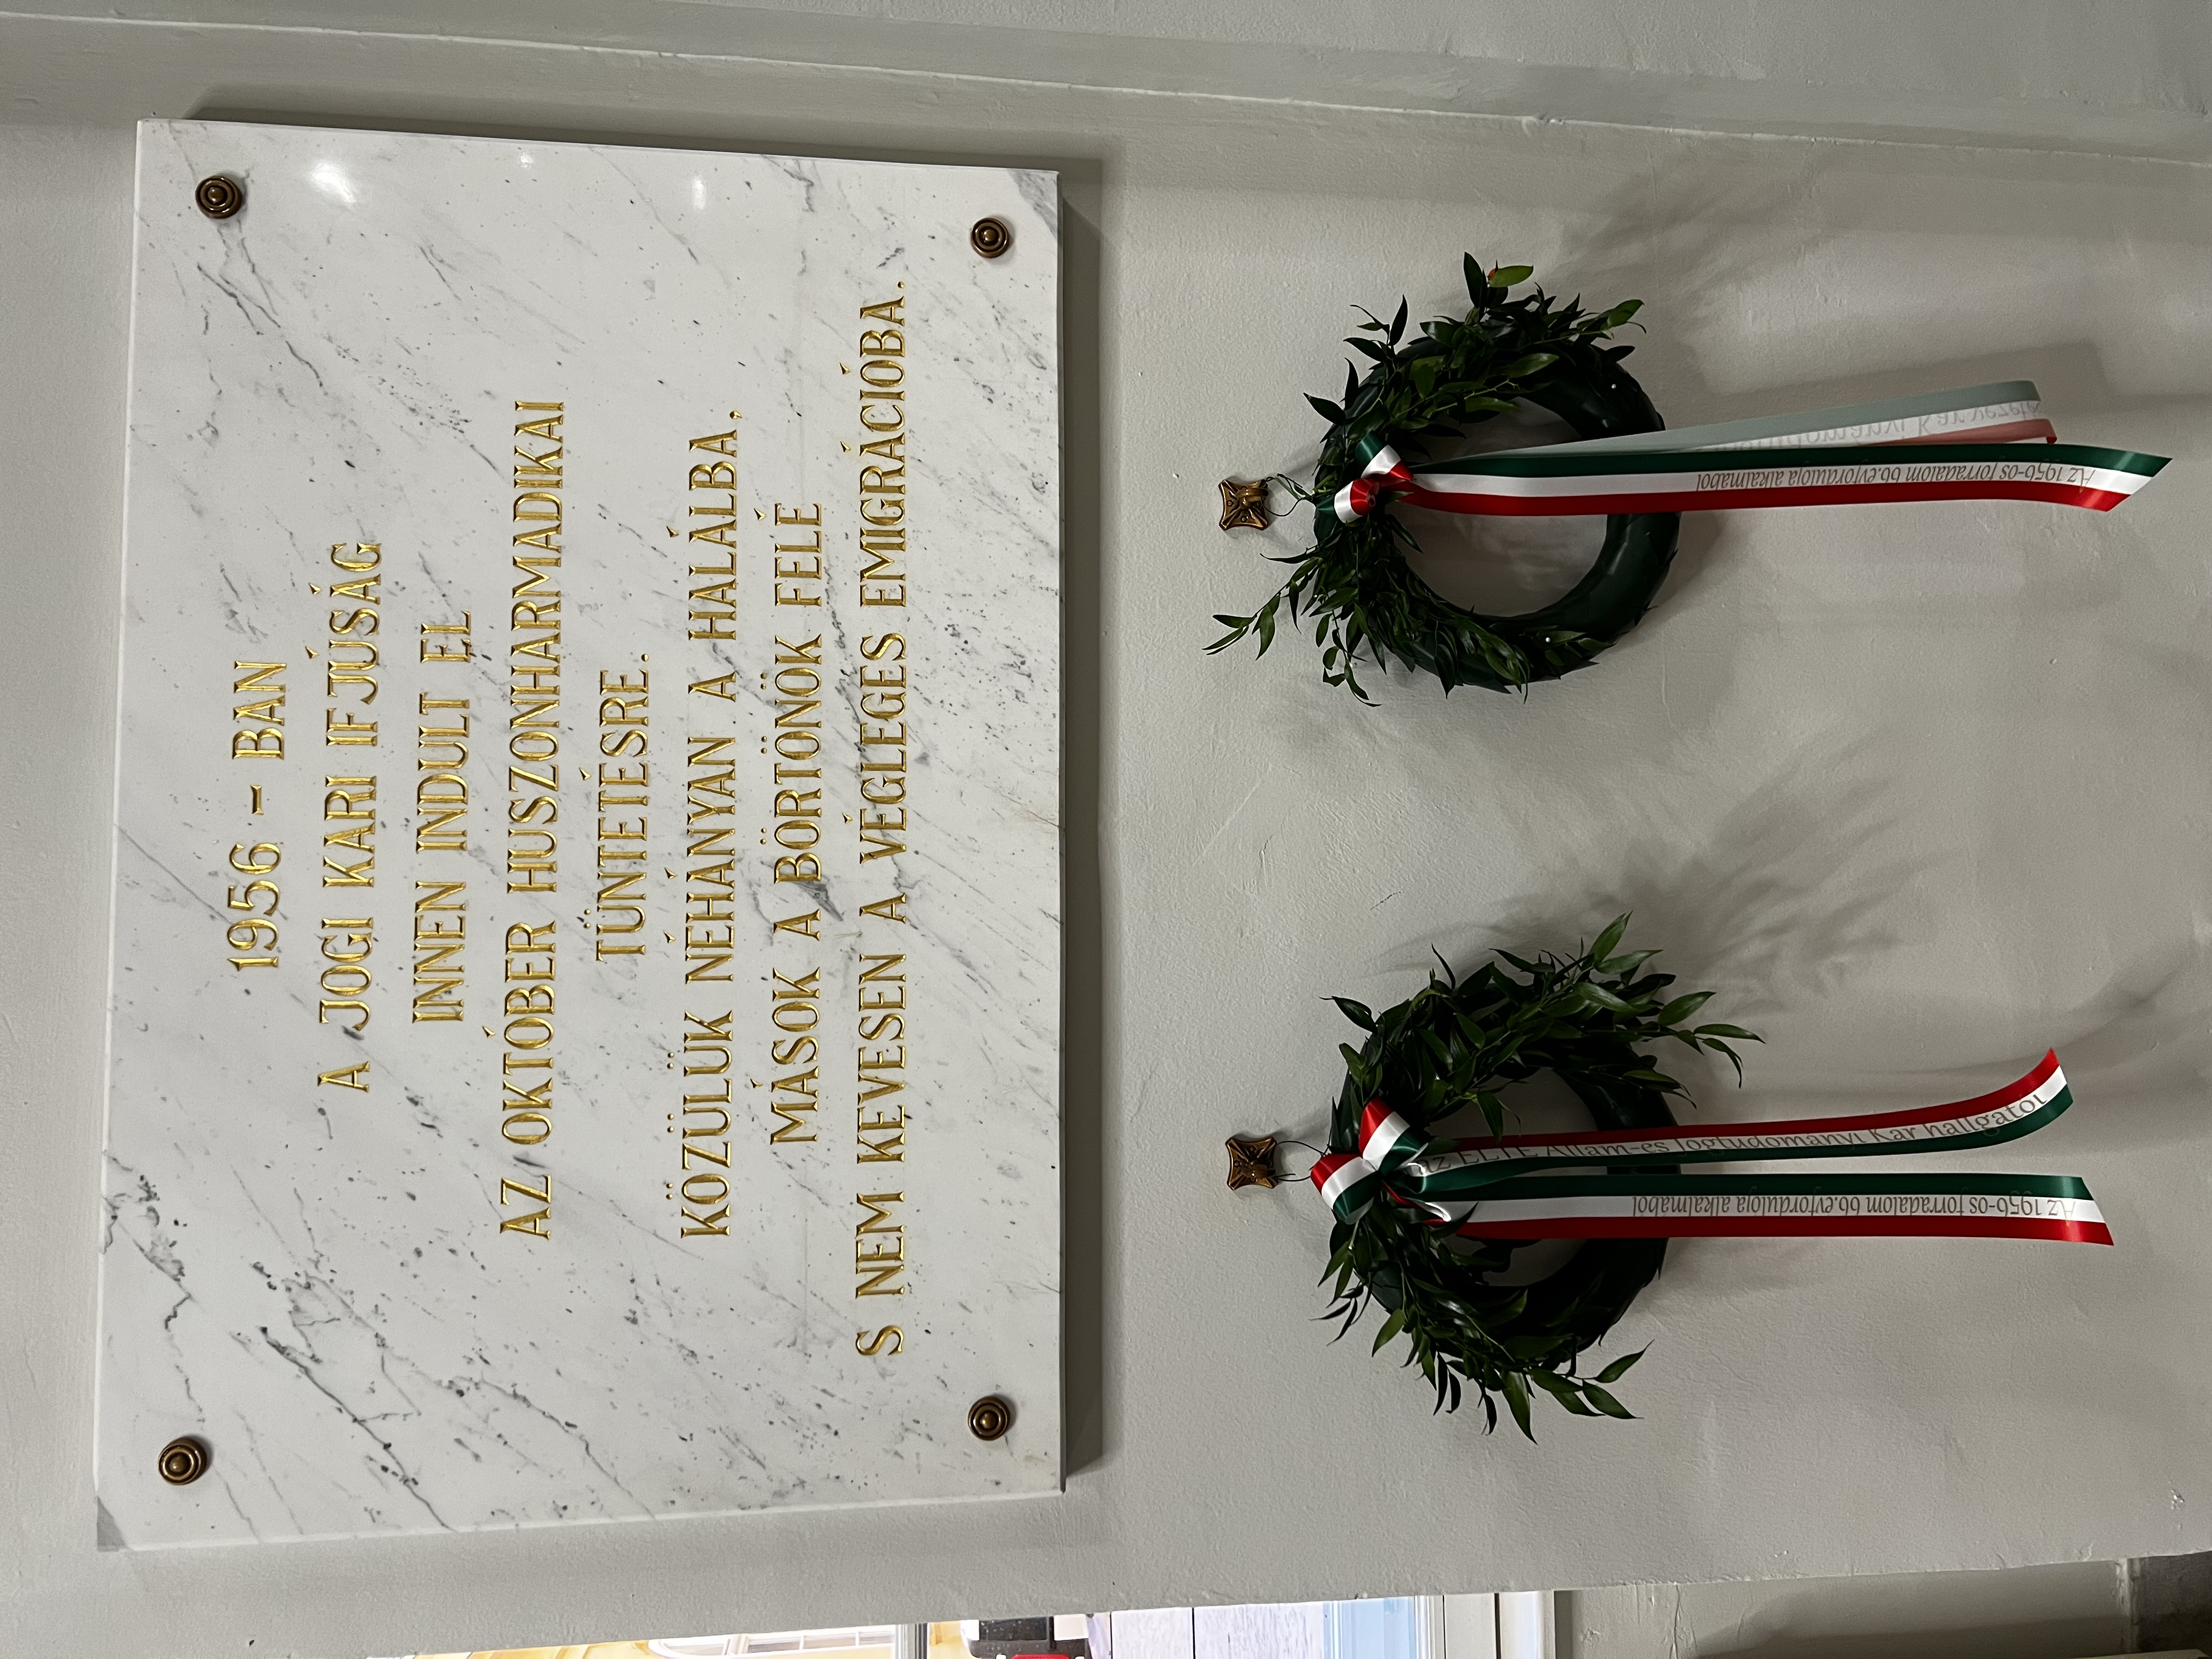 1956 - BAN
A JOGI KARI IFJÚSÁG
INNEN INDULT EL
AZ OKTÓBER HUSZONHARMADIKAI
TÜNTETÉSRE.
KÖZÜLÜK NÉHÁNYAN A HALÁLBA,
MÁSOK A BÖRTÖNÖK FELÉ
S NEM KEVESEN A VÉGLEGES EMIGRÁCIÓBA.
Az 1956-os forradalom 66.évfordulója alkalmából
az ELTE Állam-és Jogtudományi Kar hallgatói
Az 1956-os forradalom 66.évfordulója alkalmából
Kar